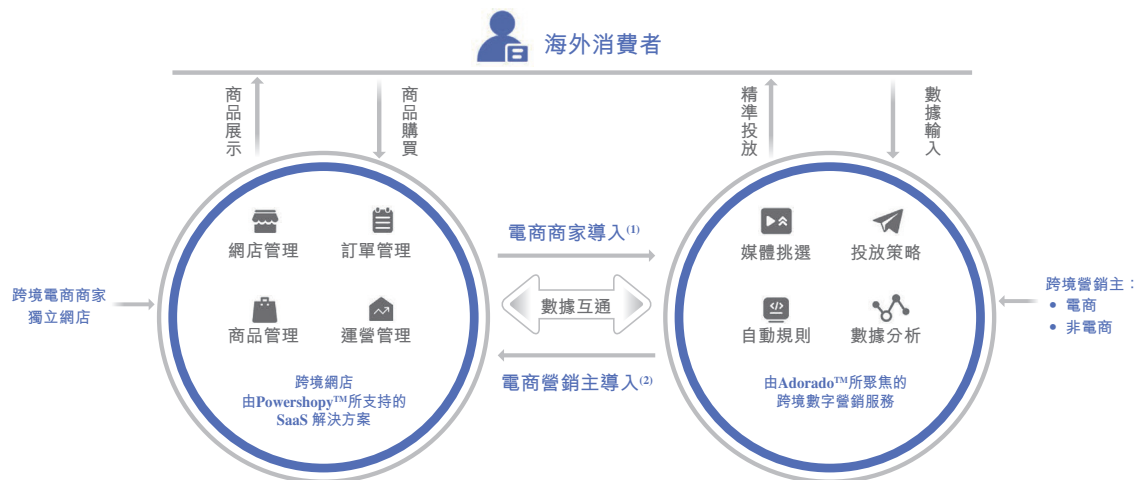 海外消費者
商品展示
商品購買
精準投放
數據輸入
網店管理
訂單管理
商品管理
運營管理
跨境網店
由Powershopy™所支持的
SaaS 解決方案
跨境電商商家
獨立網店
電商商家導入(1)
數據互通
電商營銷主導入(2)
媒體挑選
投放策略
自動規則
數據分析
由Adorado™所聚焦的
跨境數字營銷服務
跨境營銷主：
• 電商
• 非電商